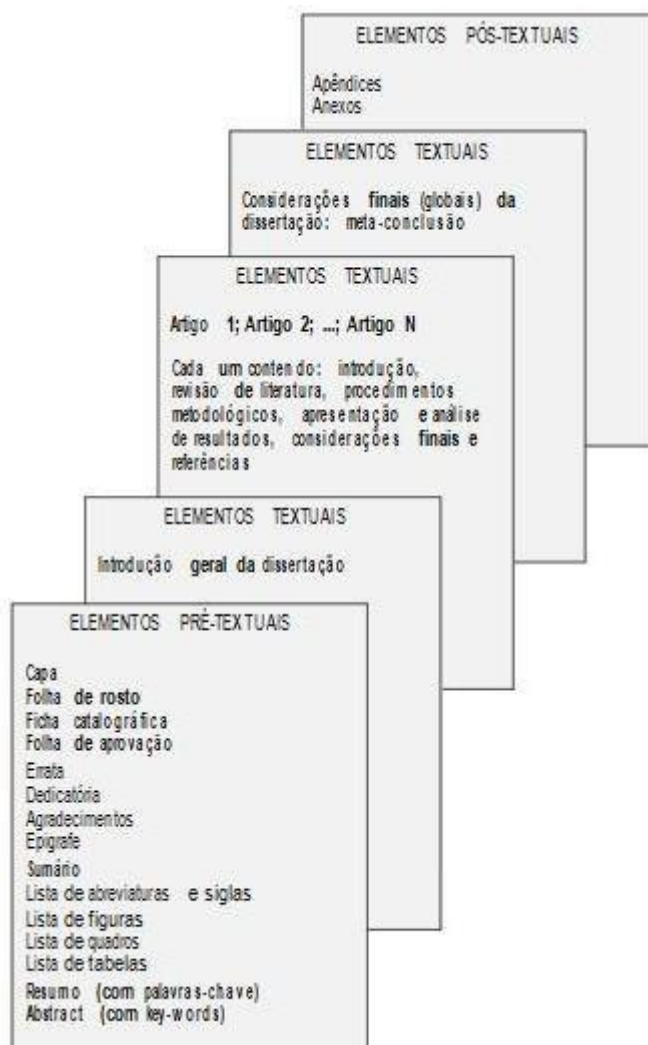 ELEMENTOS PÓS-TEXTUAIS
Apêndices
Anexos
ELEMENTOS TEXTUAIS
Considerações finais (globais) da
dissertação: meta-conclusão
ELEMENTOS TEXTUAIS
Artigo 1; Artigo 2; ...; Artigo N
Cada um contendo: introdução,
revisão de literatura, procedimentos
metodológicos, apresentação e análise
de resultados, considerações finais e
referências
ELEMENTOS TEXTUAIS
Introdução geral da dissertação
ELEMENTOS PRÉ-TEXTUAIS
Capa
Folha de rosto
Ficha catalográfica
Folha de aprovação
Errata
Dedicatória
Agradecimentos
Epigrafe
Sumário
Lista de abreviaturas e siglas
Lista de figuras
Lista de quadros
Lista de tabelas
Resumo (com palavras-chave)
Abstract (com key-words)